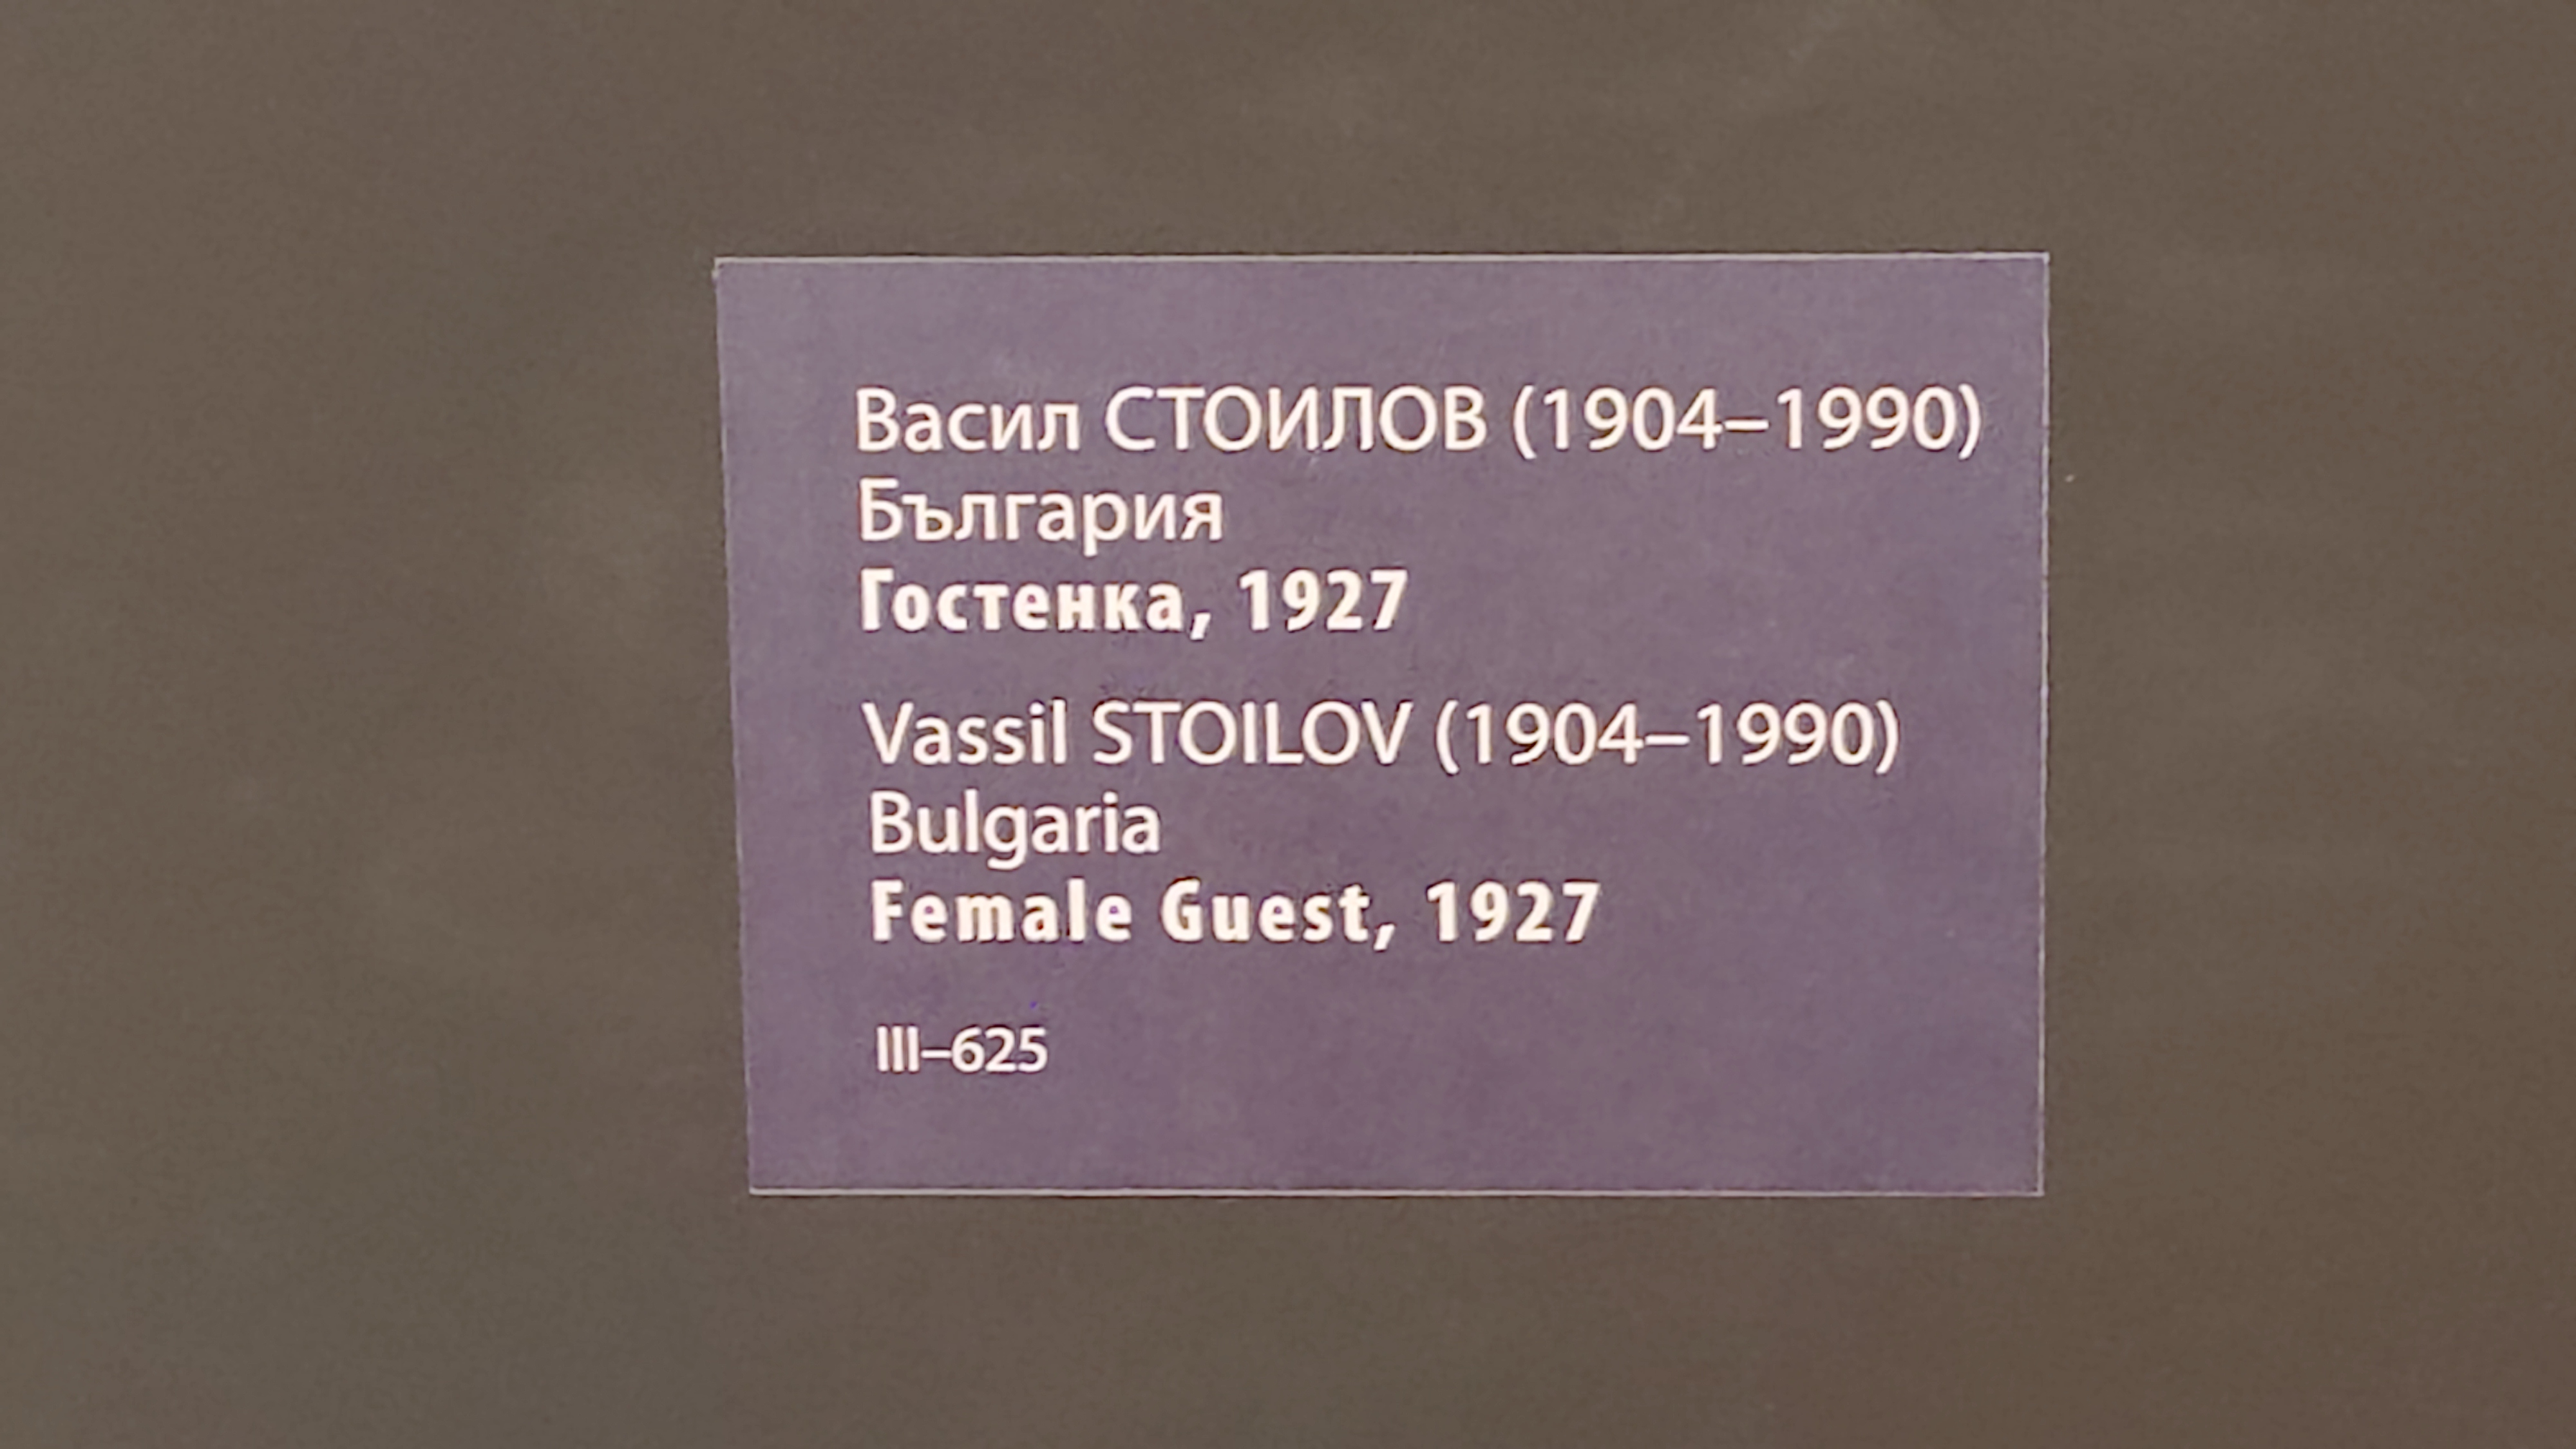 Васил СТОИЛОВ (1904–1990)
България
Гостенка, 1927
Vassil STOILOV (1904–1990)
Bulgaria
Female Guest, 1927
III–625